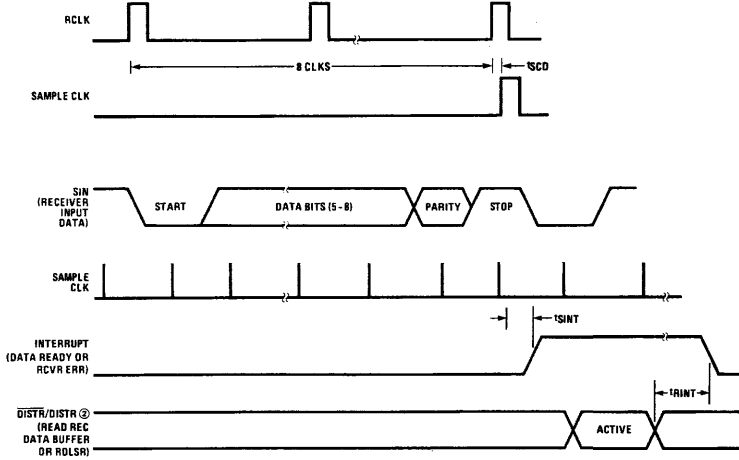 RCLK
8 CLKS
tSCD
SAMPLE CLK
SIN
(RECEIVER
INPUT
DATA)
START
DATA BITS (5-8)
PARITY
STOP
SAMPLE
CLK
tSINT
INTERRUPT
(DATA READY OR
RCVR ERR)
tRINT
DISTR/DISTR ②
(READ REC
DATA BUFFER
OR RDLSR)
ACTIVE